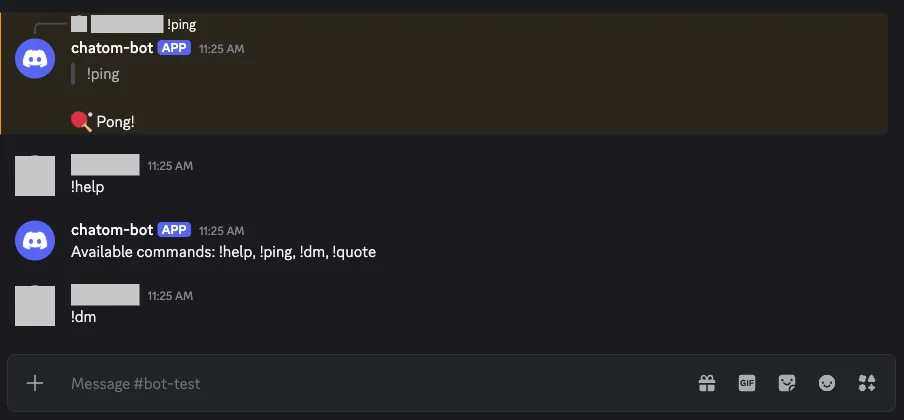 !ping
chatom-bot APP 11:25 AM
!ping
Pong!
11:25 AM
!help
chatom-bot APP 11:25 AM
Available commands: !help, !ping, !dm, !quote
11:25 AM
!dm
Message #bot-test
GIF